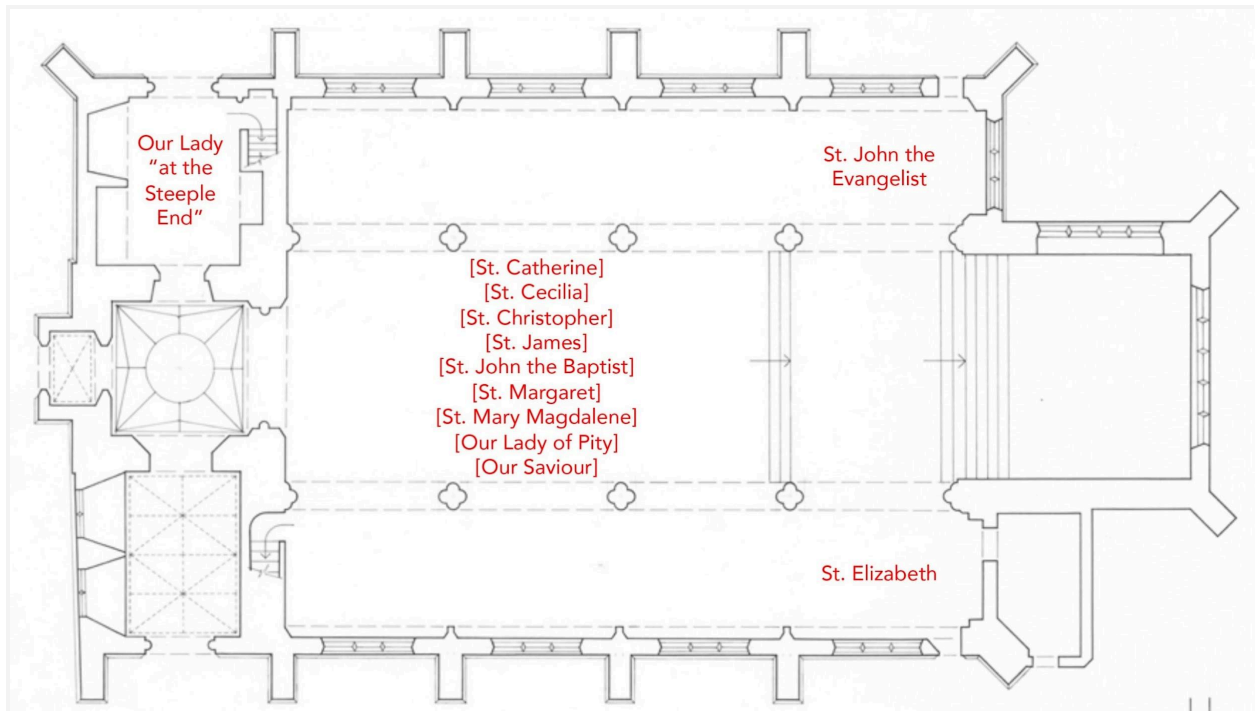 Our Lady
"at the
Steeple
End"
St. John the
Evangelist
[St. Catherine]
[St. Cecilia]
[St. Christopher]
[St. James]
[St. John the Baptist]
[St. Margaret]
[St. Mary Magdalene]
[Our Lady of Pity]
[Our Saviour]
St. Elizabeth